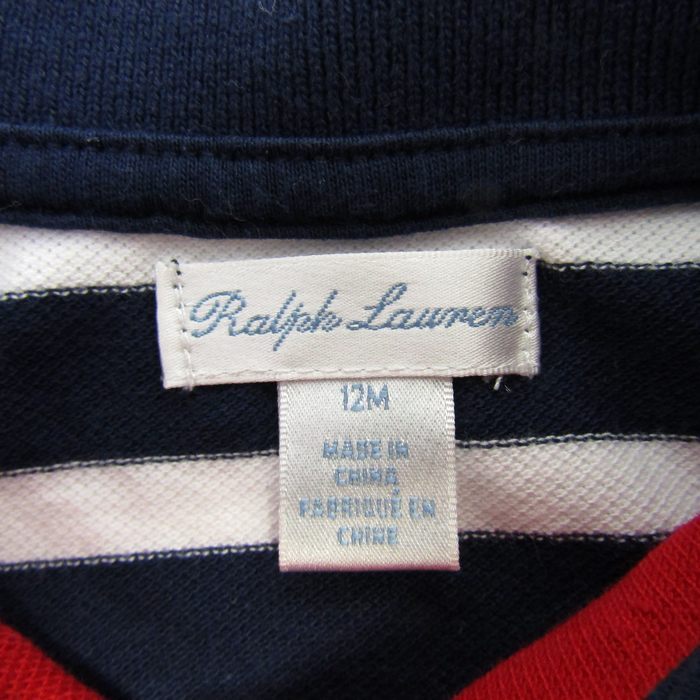 Ralph Lauren
12M
MADE IN
CHINA
FABRIQUÉ EN
CHINE